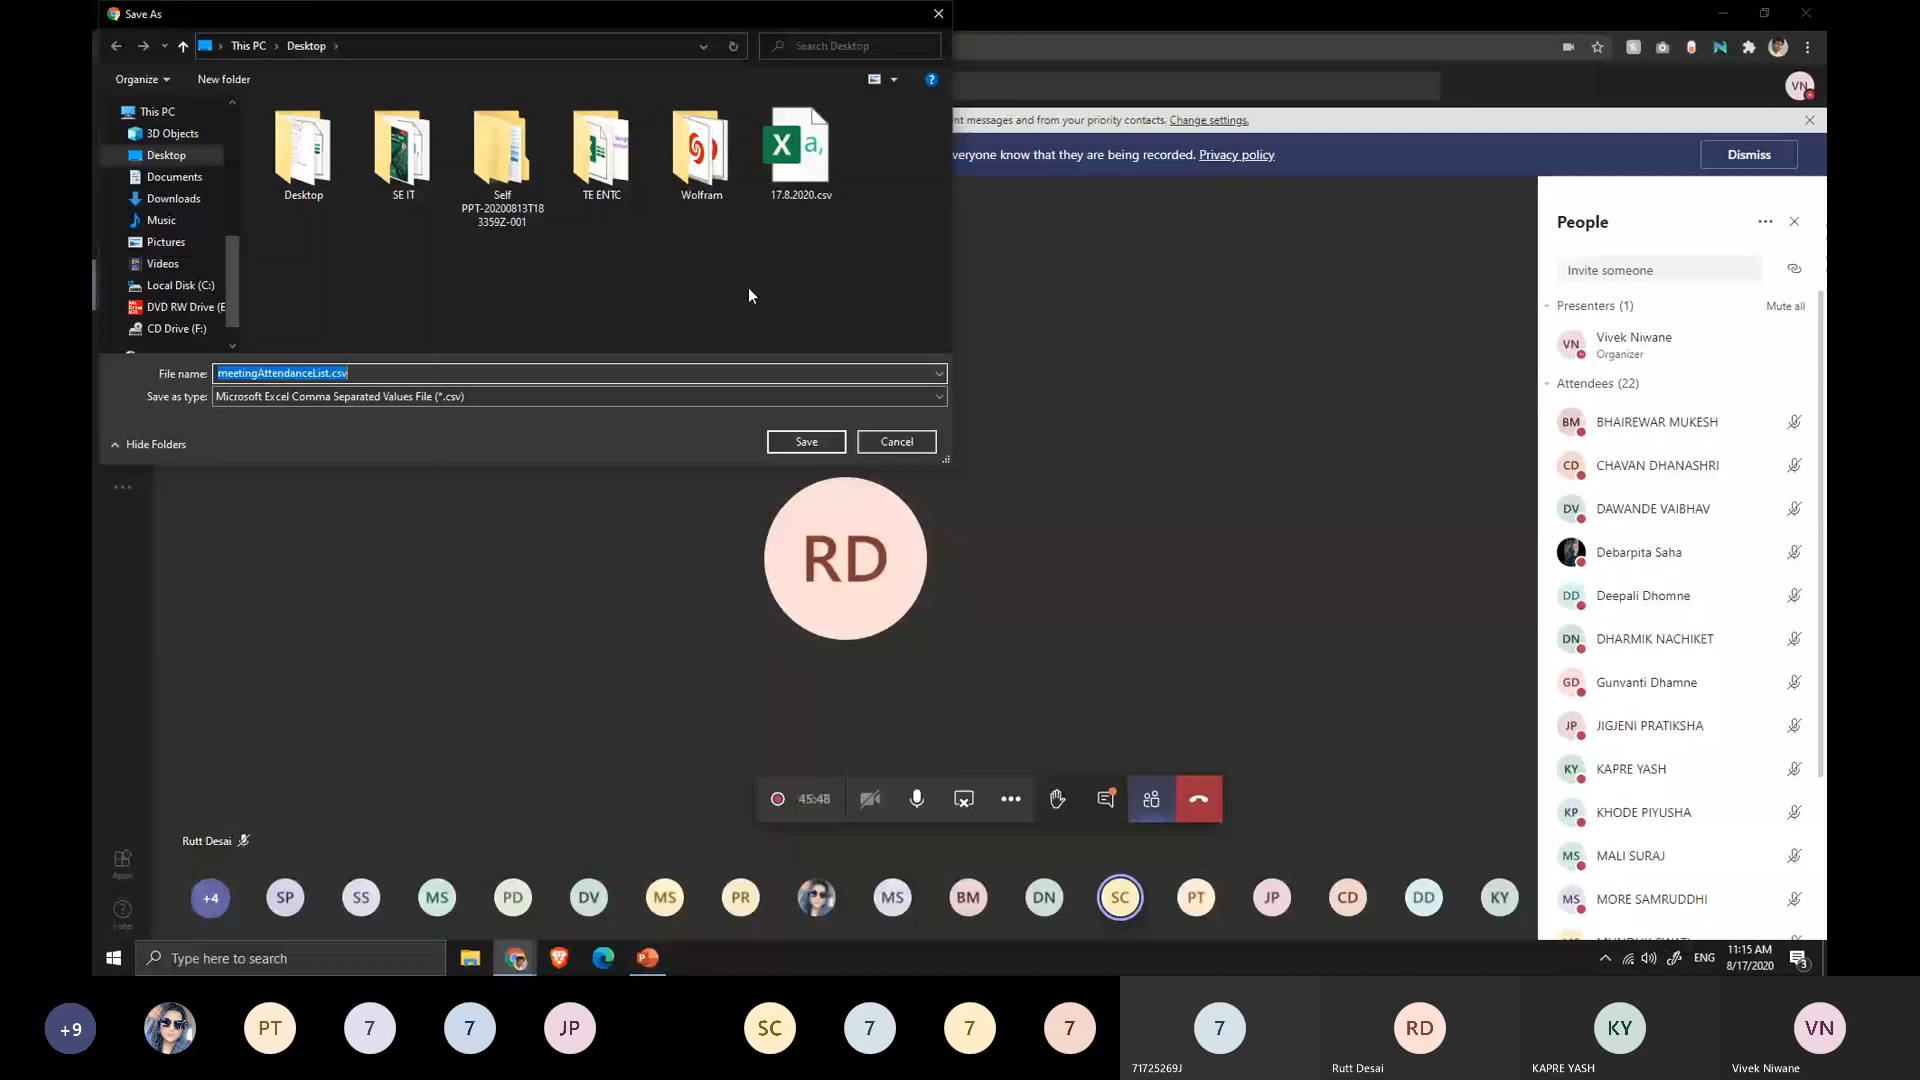 Save As
This PC
Desktop
Search Desktop
Organize
New folder
This PC
3D Objects
Desktop
Documents
Downloads
Music
Pictures
Videos
Local Disk (C:)
DVD RW Drive (E
CD Drive (F:)
Desktop
SE IT
Self
PPT-20200813T18
3359Z-001
TE ENTC
Wolfram
17.8.2020.csv
File name: meetingAttendanceList.csv
Save as type: Microsoft Excel Comma Separated Values File (*.csv)
Hide Folders
Save
Cancel
VN
nt messages and from your priority contacts. Change settings.
veryone know that they are being recorded. Privacy policy
Dismiss
People
Invite someone
Presenters (1)
Mute all
VN
Vivek Niwane
Organizer
Attendees (22)
BM BHAIREWAR MUKESH
CD CHAVAN DHANASHRI
DV DAWANDE VAIBHAV
Debarpita Saha
DD Deepali Dhomne
DN DHARMIK NACHIKET
GD Gunvanti Dhamne
JP JIGJENI PRATIKSHA
KY KAPRE YASH
KP KHODE PIYUSHA
MS MALI SURAJ
MS MORE SAMRUDDHI
RD
45:48
Rutt Desai
Apps
Help
+4 SP SS MS PD DV MS PR MS BM DN SC PT JP CD DD KY
Type here to search
ENG
11:15 AM
8/17/2020
3
+9 PT 7 7 JP SC 7 7 7 7 RD KY VN
71725269J
Rutt Desai
KAPRE YASH
Vivek Niwane